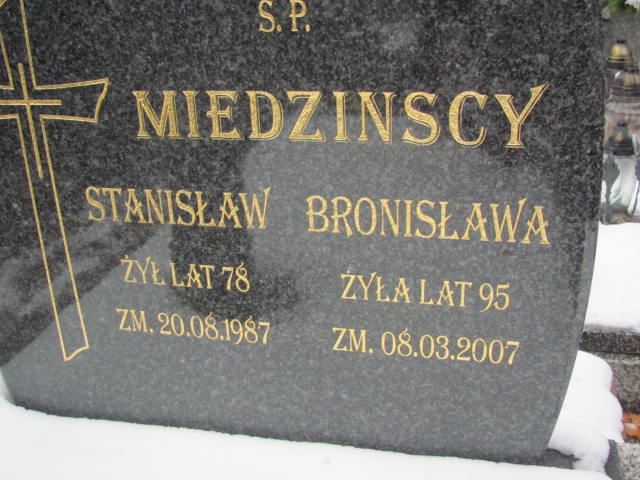 Ś.P.
MIEDZINSCY
STANISŁAW BRONISŁAWA
ŻYŁ LAT 78 ŻYŁA LAT 95
ZM. 20.08.1987 ZM. 08.03.2007